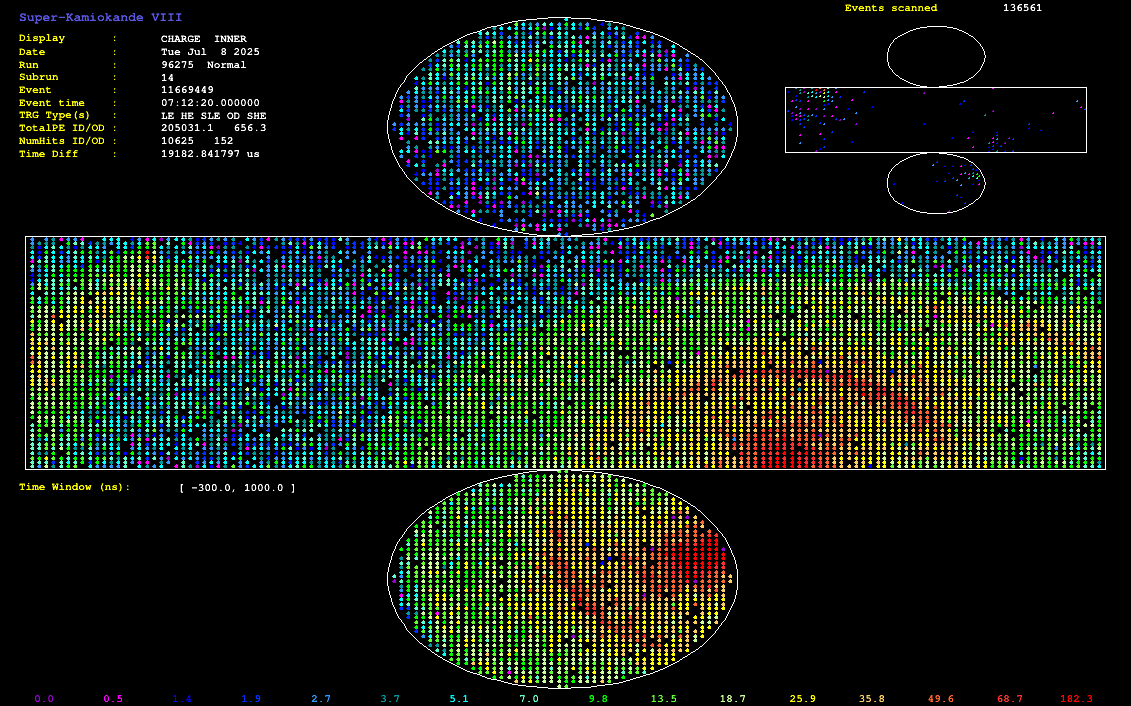 Super-Kamiokande VIII
Events scanned 136561
Display : CHARGE INNER
Date : Tue Jul 8 2025
Run : 96275 Normal
Subrun : 14
Event : 11669449
Event time : 07:12:20.000000
TRG Type(s) : LE HE SLE OD SHE
TotalPE ID/OD : 205031.1 656.3
NumHits ID/OD : 10625 152
Time Diff : 19182.841797 us
Time Window (ns): [ -300.0, 1000.0 ]
0.0 0.5 1.4 1.9 2.7 3.7 5.1 7.0 9.8 13.5 18.7 25.9 35.8 49.6 68.7 182.3